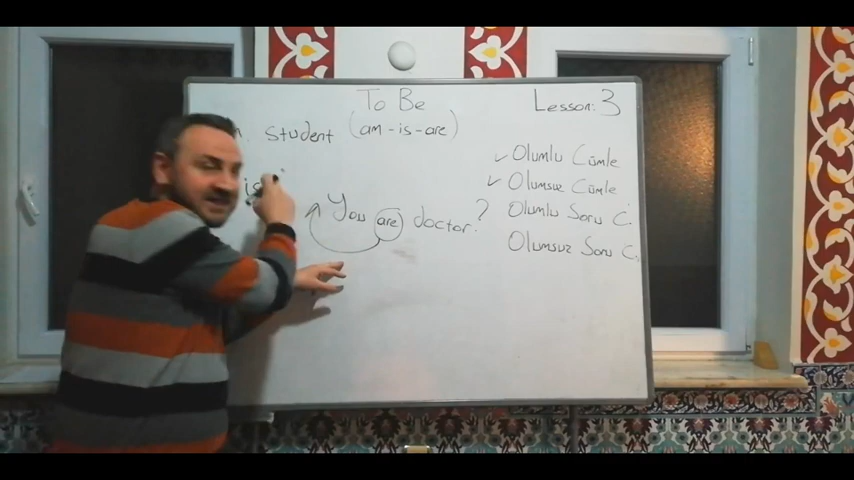 To Be
Lesson: 3
student (am-is-are)
✓ Olumlu Cümle
✓ Olumsuz Cümle
is
You are doctor?
Olumlu Soru C.
Olumsuz Soru C.